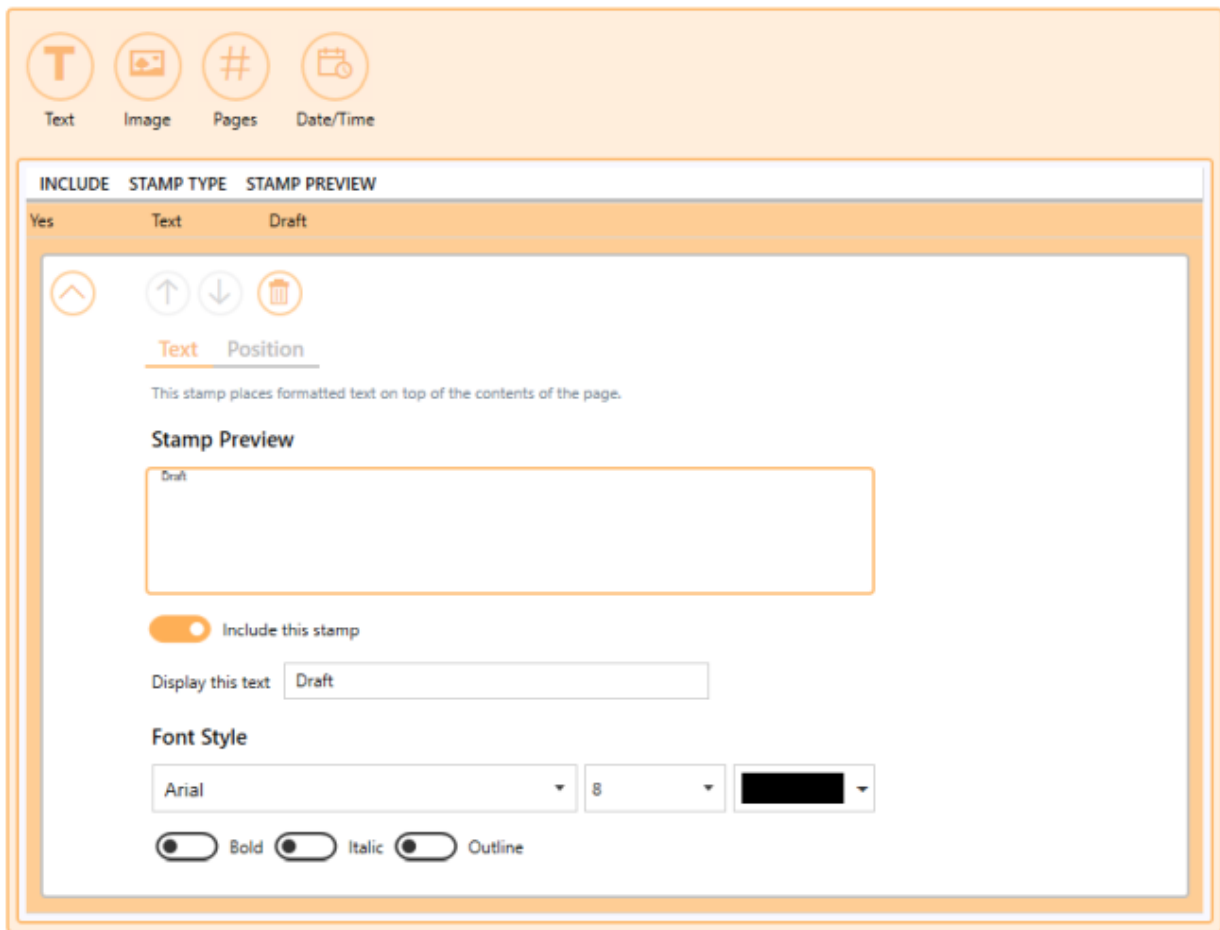 T
#
Text Image Pages Date/Time
INCLUDE STAMP TYPE STAMP PREVIEW
Yes Text Draft
Text Position
This stamp places formatted text on top of the contents of the page.
Stamp Preview
Draft
Include this stamp
Display this text Draft
Font Style
Arial 8
Bold Italic Outline